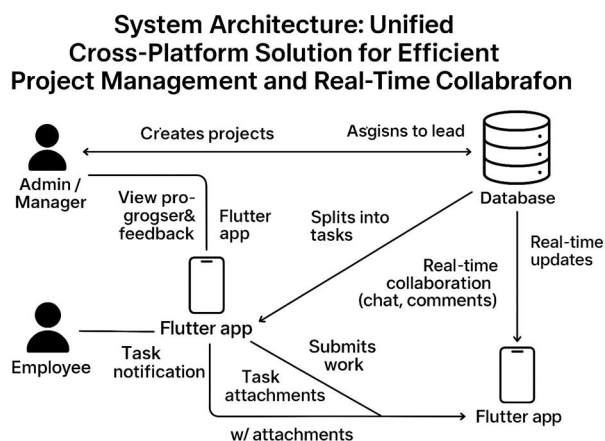 System Architecture: Unified
Cross-Platform Solution for Efficient
Project Management and Real-Time Collabrafon
Creates projects
Asgisns to lead
Admin /
Manager
Database
View pro-
grogser&
feedback
Flutter
app
Splits into
tasks
Real-time
updates
Real-time
collaboration
(chat, comments)
Flutter app
Employee
Task
notification
Submits
work
Task
attachments
Flutter app
w/ attachments